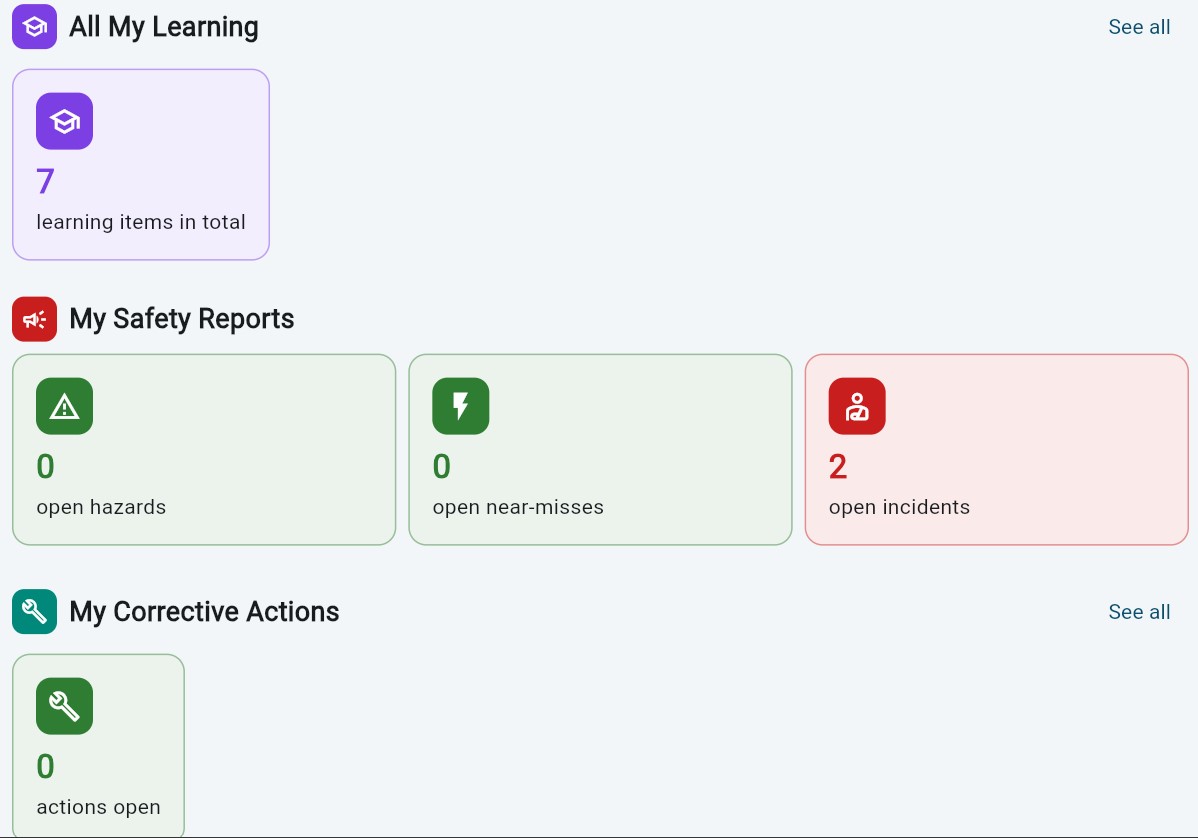 All My Learning
See all
7
learning items in total
My Safety Reports
0
open hazards
0
open near-misses
2
open incidents
My Corrective Actions
See all
0
actions open